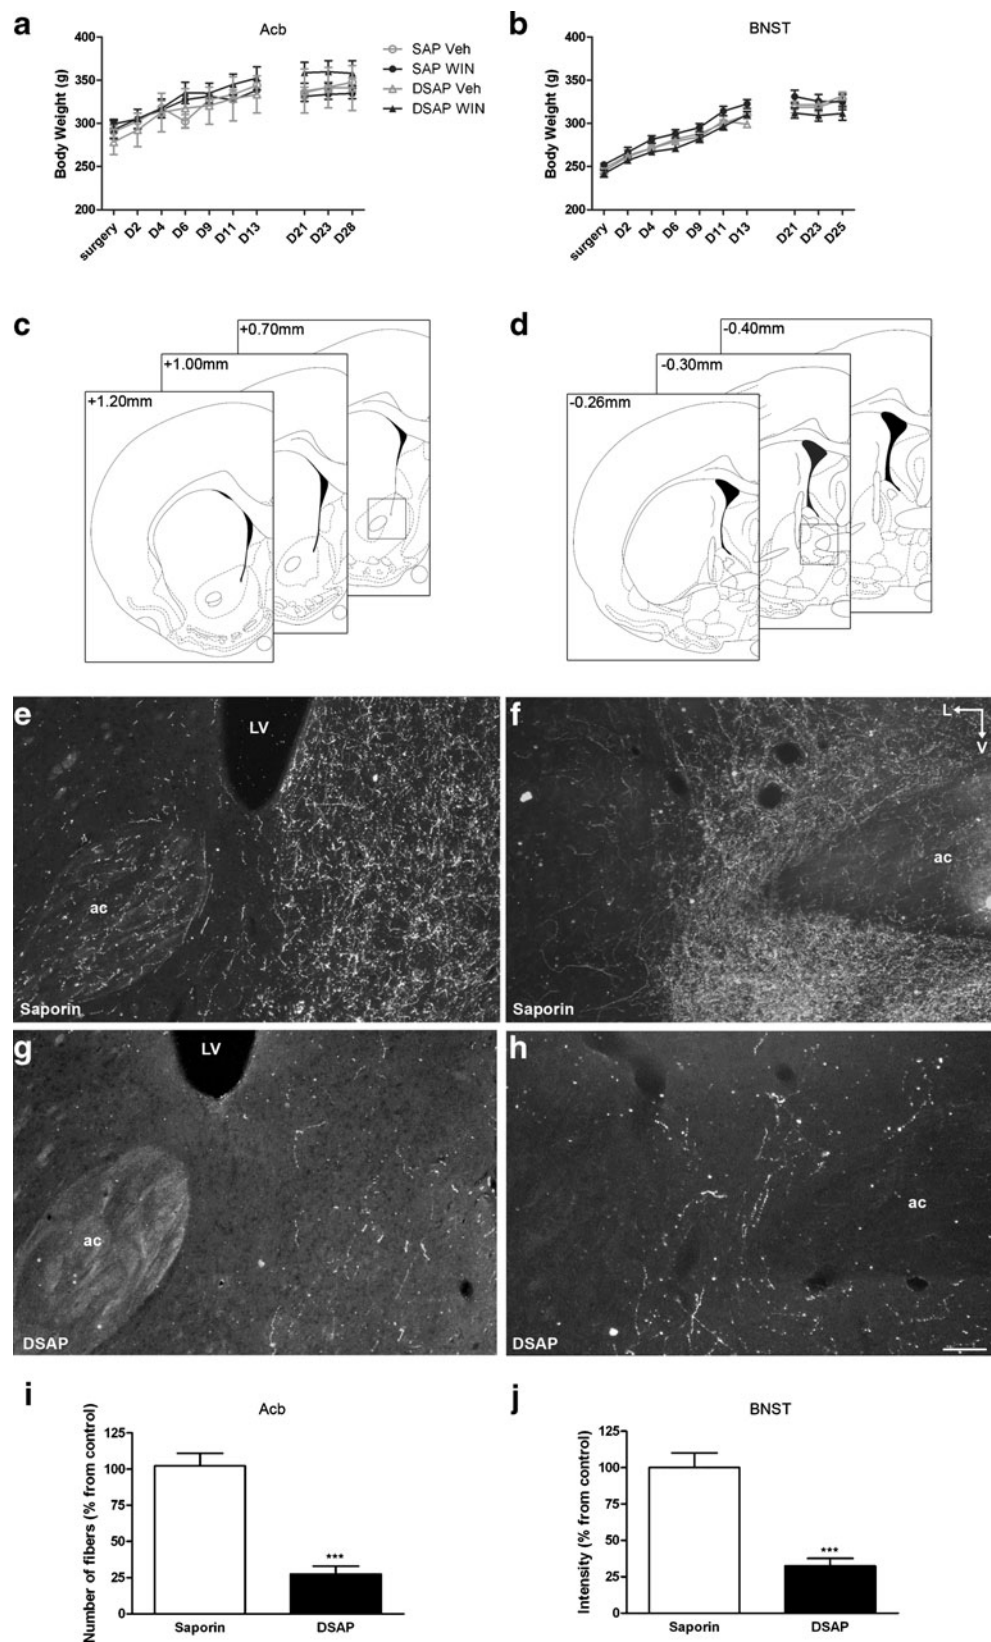 a
Acb
Body Weight (g)
400
350
300
250
200
surgery
D2
D4
D6
D9
D11
D13
D21
D23
D28
SAP Veh
SAP WIN
DSAP Veh
DSAP WIN
b
BNST
Body Weight (g)
400
350
300
250
200
surgery
D2
D4
D6
D9
D11
D13
D21
D23
D25
c
+0.70mm
+1.00mm
+1.20mm
d
-0.40mm
-0.30mm
-0.26mm
e
LV
ac
Saporin
f
L
V
ac
Saporin
g
LV
ac
DSAP
h
ac
DSAP
i
Acb
Number of fibers (% from control)
125
100
75
50
25
0
***
Saporin
DSAP
j
BNST
Intensity (% from control)
125
100
75
50
25
0
***
Saporin
DSAP